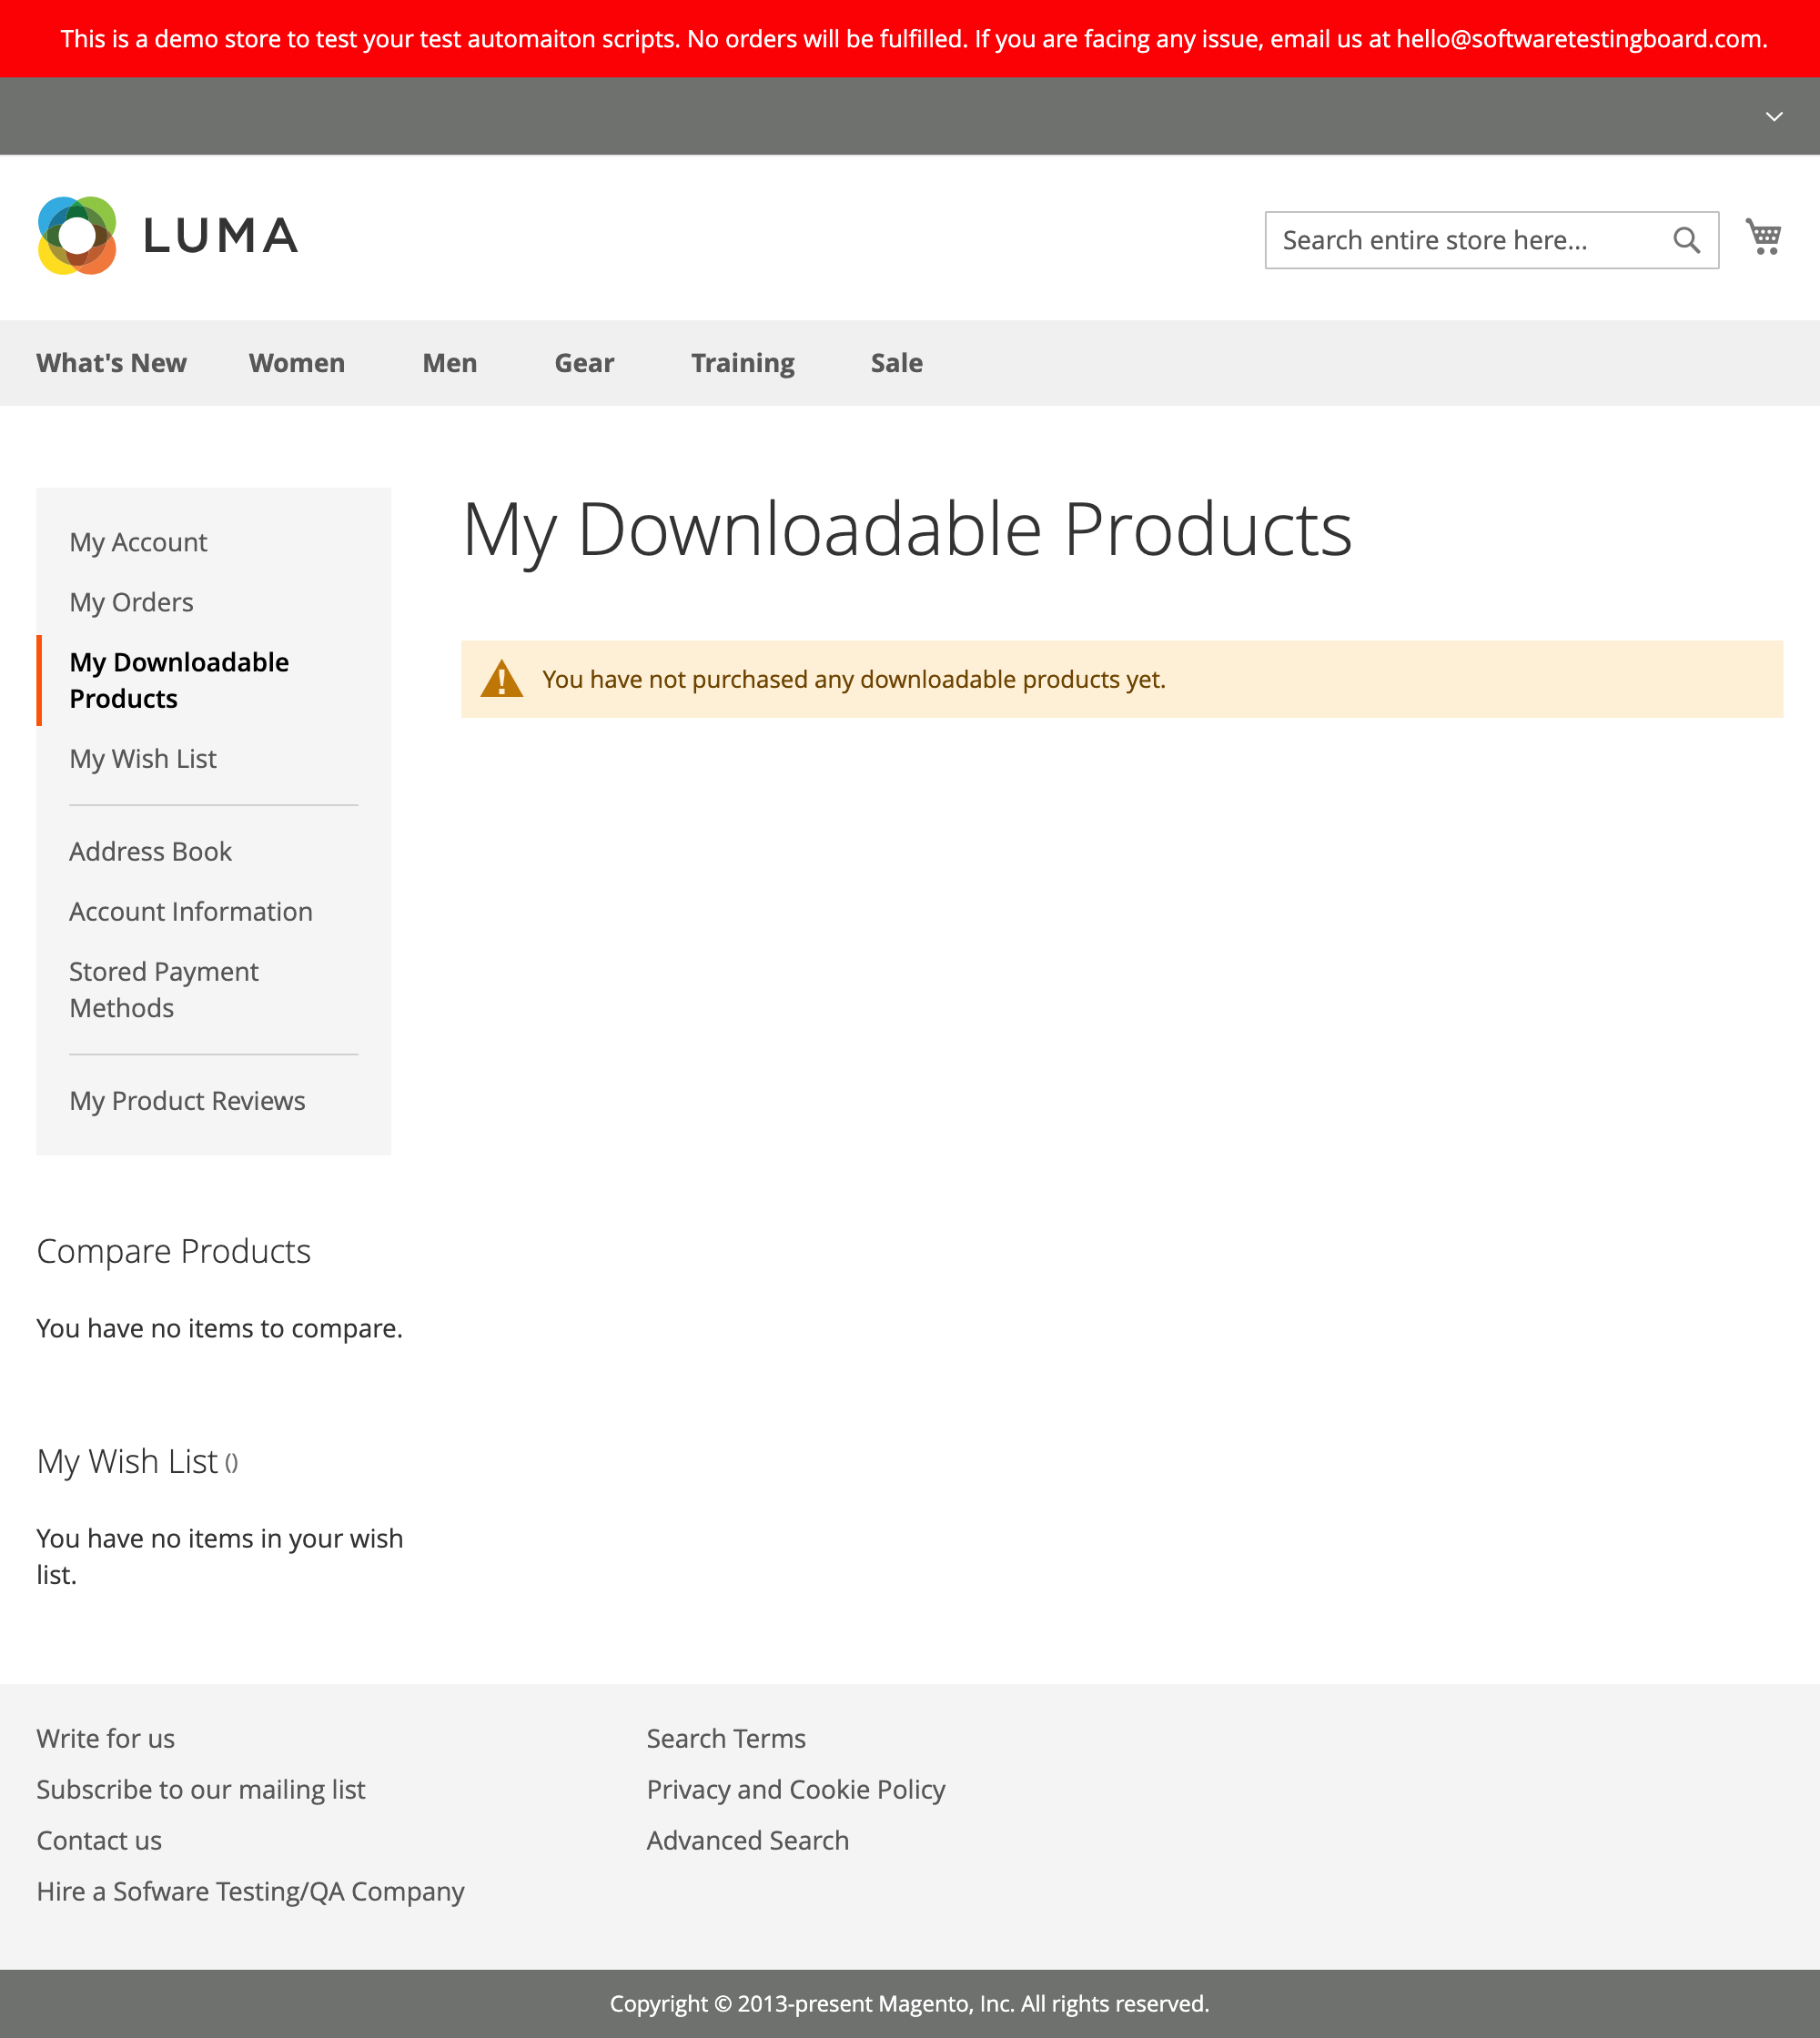 This is a demo store to test your test automaiton scripts. No orders will be fulfilled. If you are facing any issue, email us at hello@softwaretestingboard.com.
LUMA
Search entire store here...
What's New Women Men Gear Training Sale
My Account
My Orders
My Downloadable
Products
My Wish List
Address Book
Account Information
Stored Payment
Methods
My Product Reviews
My Downloadable Products
You have not purchased any downloadable products yet.
Compare Products
You have no items to compare.
My Wish List ()
You have no items in your wish
list.
Write for us
Subscribe to our mailing list
Contact us
Hire a Sofware Testing/QA Company
Search Terms
Privacy and Cookie Policy
Advanced Search
Copyright © 2013-present Magento, Inc. All rights reserved.